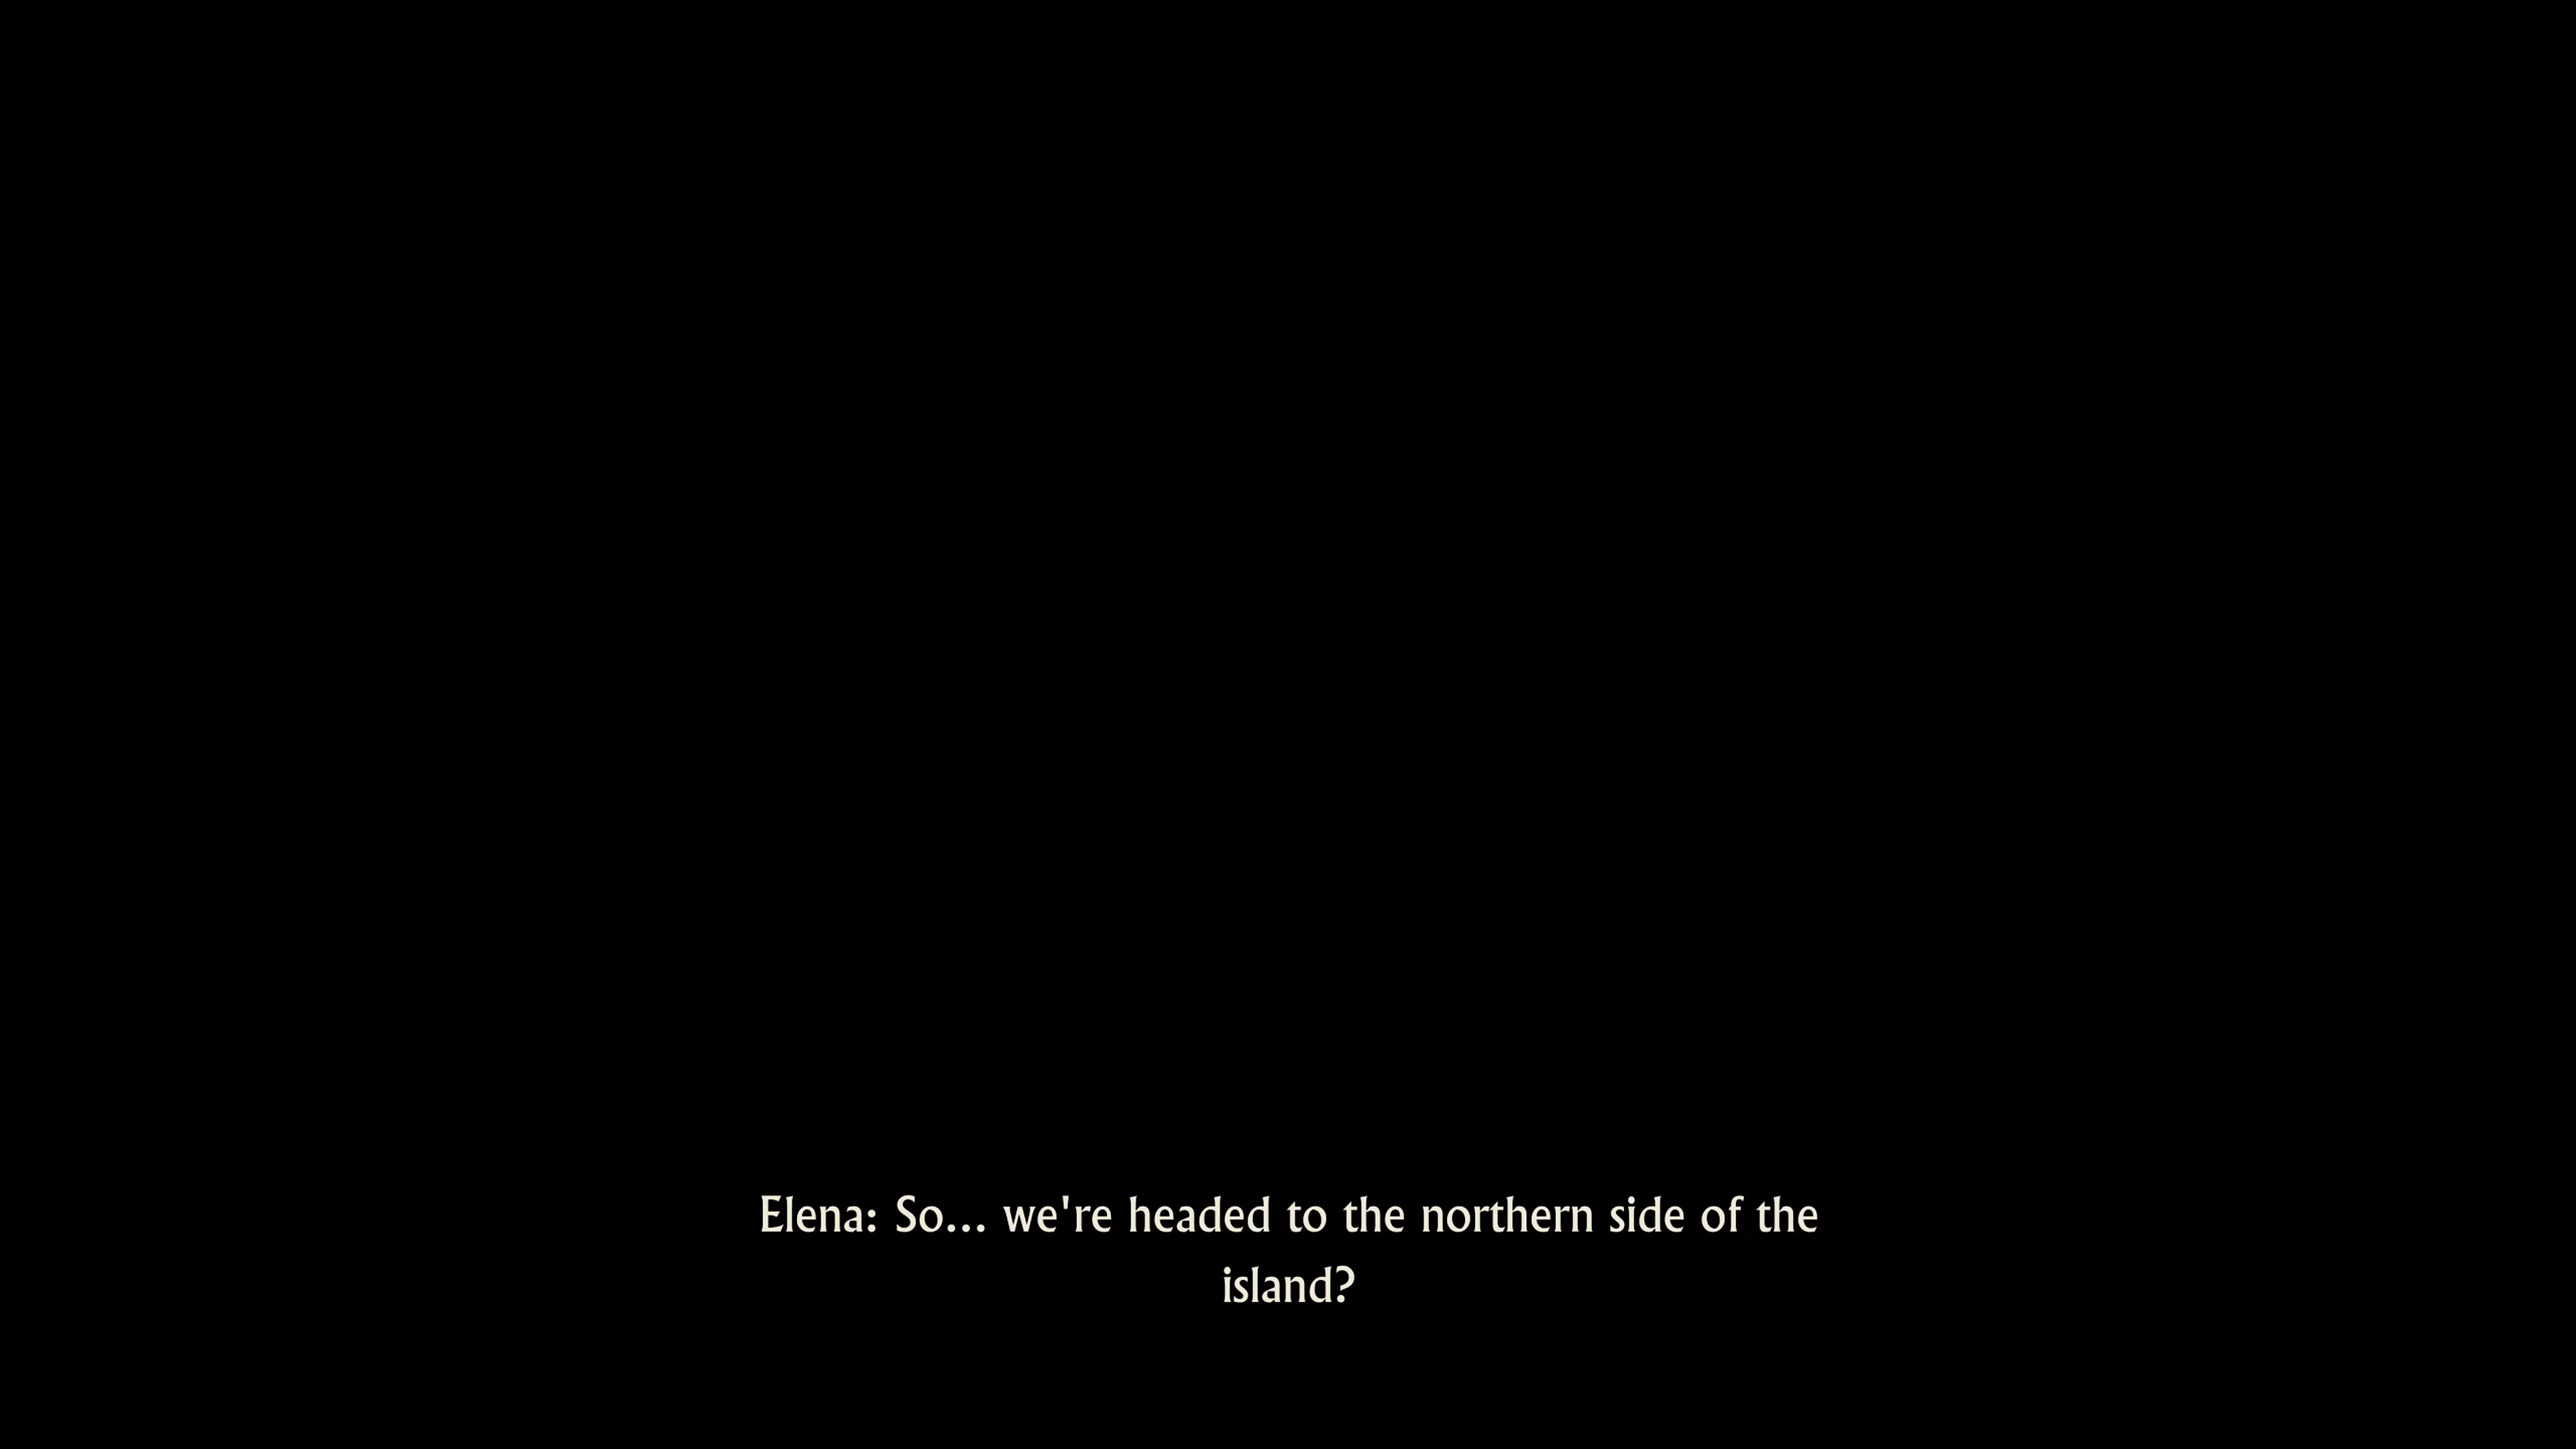 Elena: So... we're headed to the northern side of the
island?